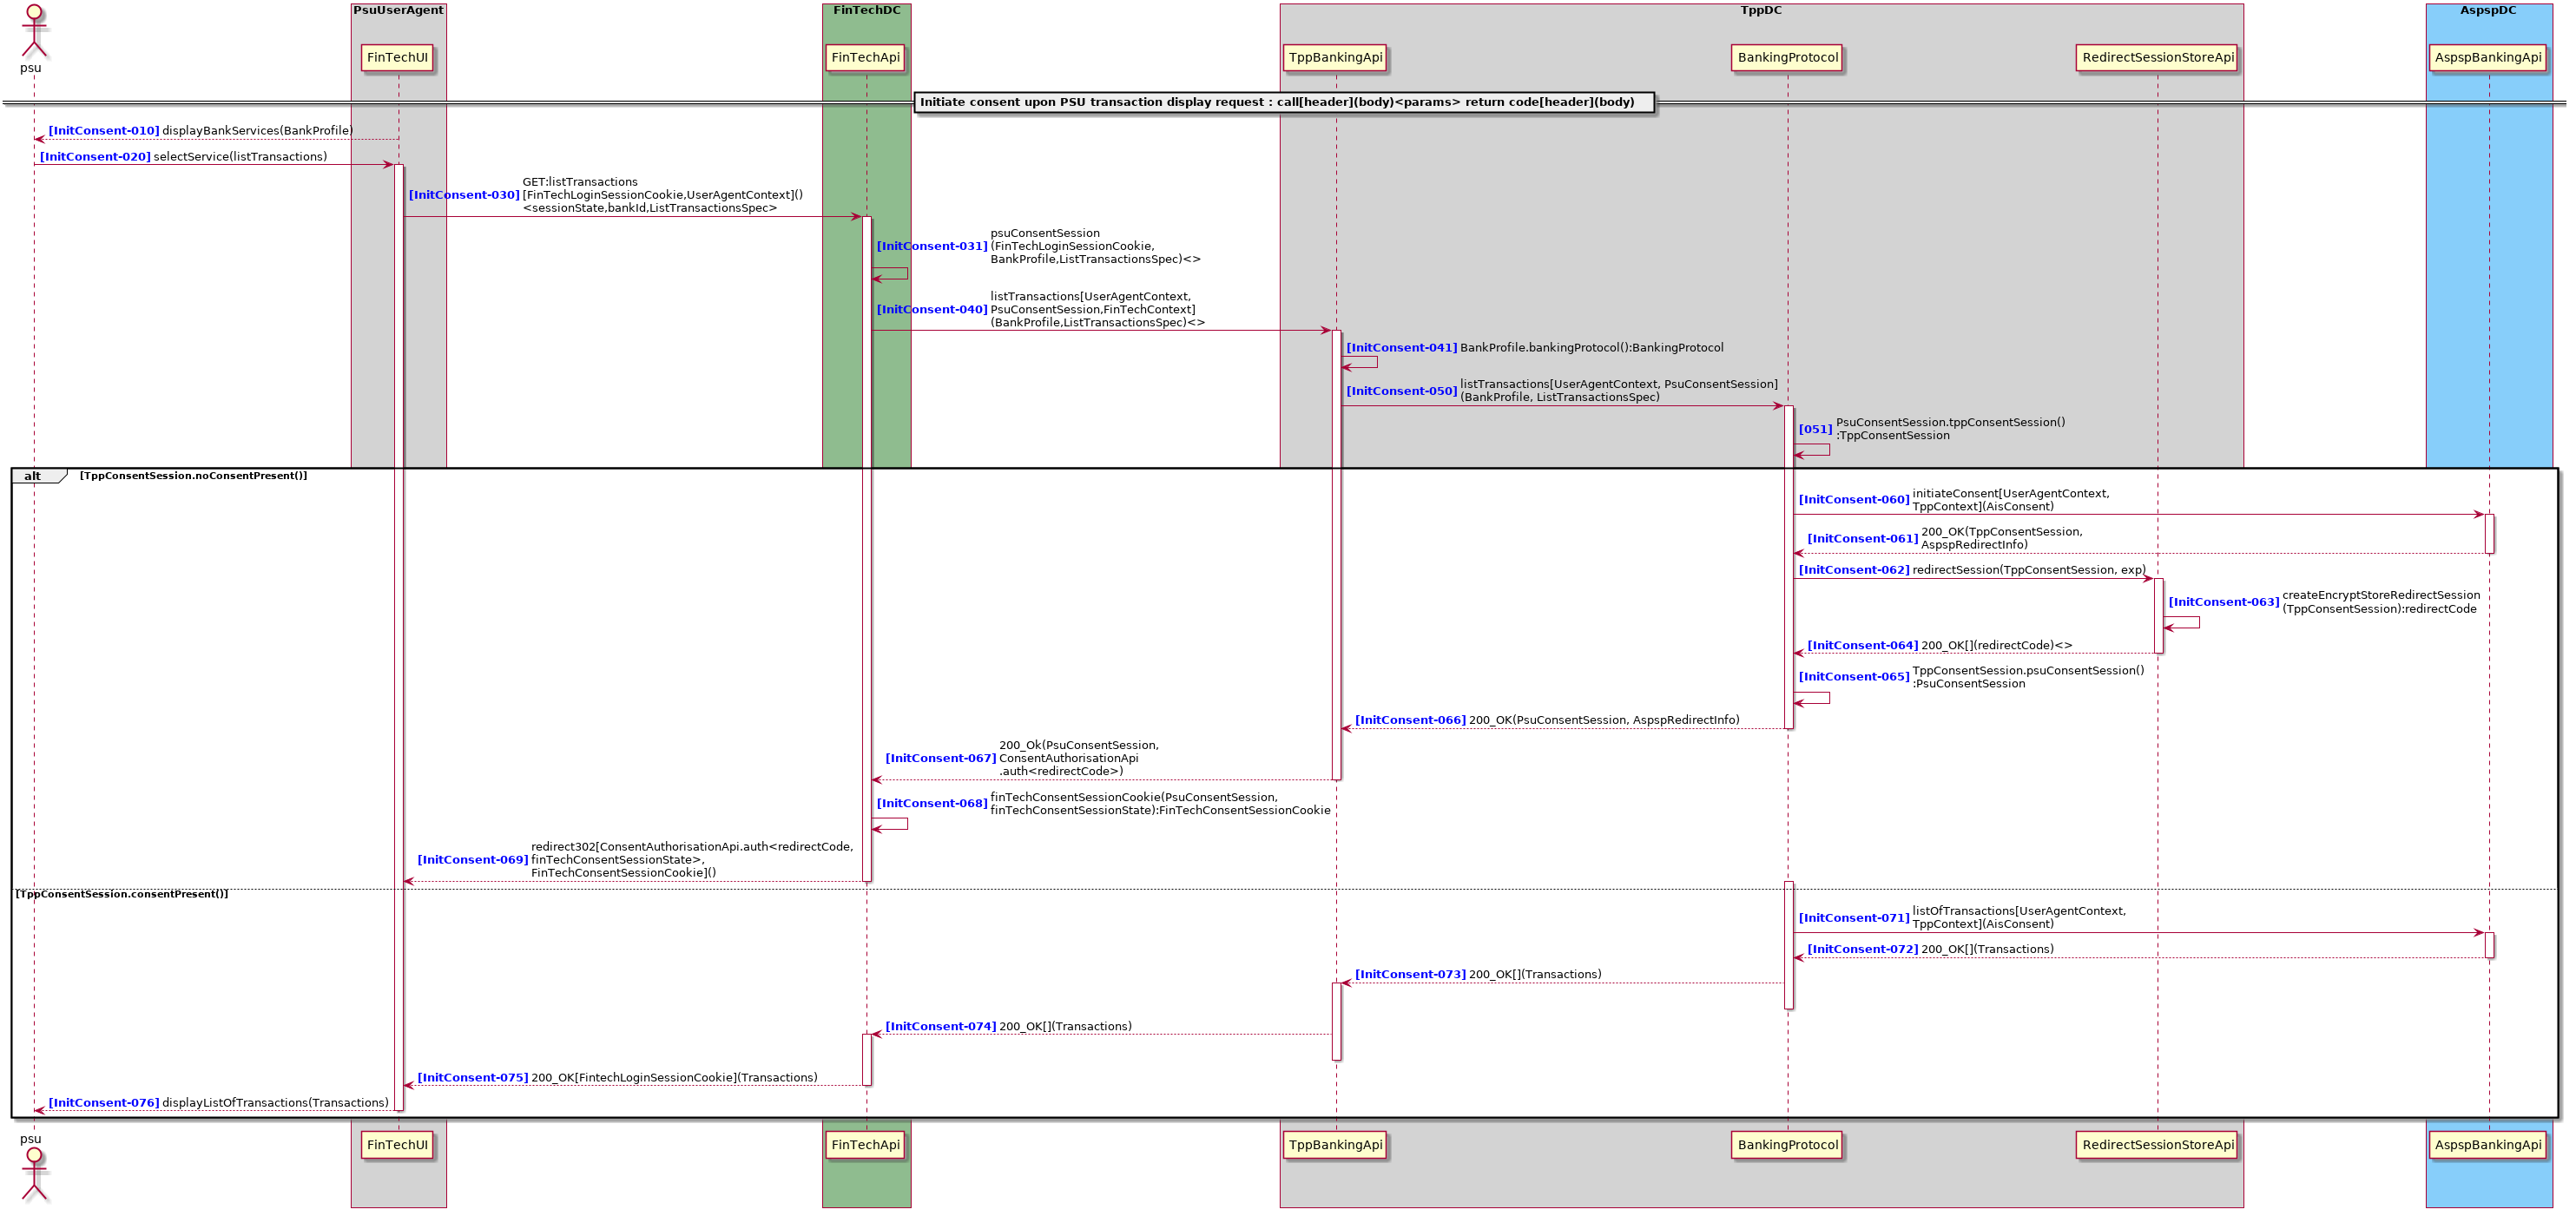 PsuUserAgent
FinTechDC
TppDC
AspspDC
psu
FinTechUI
FinTechApi
TppBankingApi
BankingProtocol
RedirectSessionStoreApi
AspspBankingApi
Initiate consent upon PSU transaction display request : call[header](body)<params> return code[header](body)
[InitConsent-010] displayBankServices(BankProfile)
[InitConsent-020] selectService(listTransactions)
GET:listTransactions
[InitConsent-030] [FinTechLoginSessionCookie,UserAgentContext]()
<sessionState,bankId,ListTransactionsSpec>
psuConsentSession
[InitConsent-031] (FinTechLoginSessionCookie,
BankProfile,ListTransactionsSpec)<>
listTransactions[UserAgentContext,
[InitConsent-040] PsuConsentSession,FinTechContext]
(BankProfile,ListTransactionsSpec)<>
[InitConsent-041] BankProfile.bankingProtocol():BankingProtocol
[InitConsent-050] listTransactions[UserAgentContext, PsuConsentSession]
(BankProfile, ListTransactionsSpec)
[051] PsuConsentSession.tppConsentSession()
:TppConsentSession
alt [TppConsentSession.noConsentPresent()]
[InitConsent-060] initiateConsent[UserAgentContext,
TppContext](AisConsent)
[InitConsent-061] 200_OK(TppConsentSession,
AspspRedirectInfo)
[InitConsent-062] redirectSession(TppConsentSession, exp)
[InitConsent-063] createEncryptStoreRedirectSession
(TppConsentSession):redirectCode
[InitConsent-064] 200_OK[](redirectCode)<>
[InitConsent-065] TppConsentSession.psuConsentSession()
:PsuConsentSession
[InitConsent-066] 200_OK(PsuConsentSession, AspspRedirectInfo)
200_Ok(PsuConsentSession,
[InitConsent-067] ConsentAuthorisationApi
.auth<redirectCode>)
[InitConsent-068] finTechConsentSessionCookie(PsuConsentSession,
finTechConsentSessionState):FinTechConsentSessionCookie
redirect302[ConsentAuthorisationApi.auth<redirectCode,
[InitConsent-069] finTechConsentSessionState>,
FinTechConsentSessionCookie]()
[TppConsentSession.consentPresent()]
[InitConsent-071] listOfTransactions[UserAgentContext,
TppContext](AisConsent)
[InitConsent-072] 200_OK[](Transactions)
[InitConsent-073] 200_OK[](Transactions)
[InitConsent-074] 200_OK[](Transactions)
[InitConsent-075] 200_OK[FintechLoginSessionCookie](Transactions)
[InitConsent-076] displayListOfTransactions(Transactions)
psu
FinTechUI
FinTechApi
TppBankingApi
BankingProtocol
RedirectSessionStoreApi
AspspBankingApi